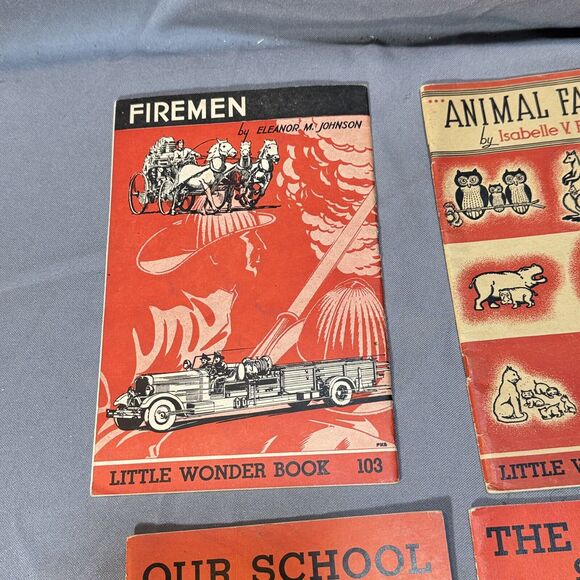 FIREMEN
by ELEANOR M. JOHNSON
LITTLE WONDER BOOK 103
PKB
...ANIMAL FA
by Isabelle V.
LITTLE
OUR SCHOOL
THE